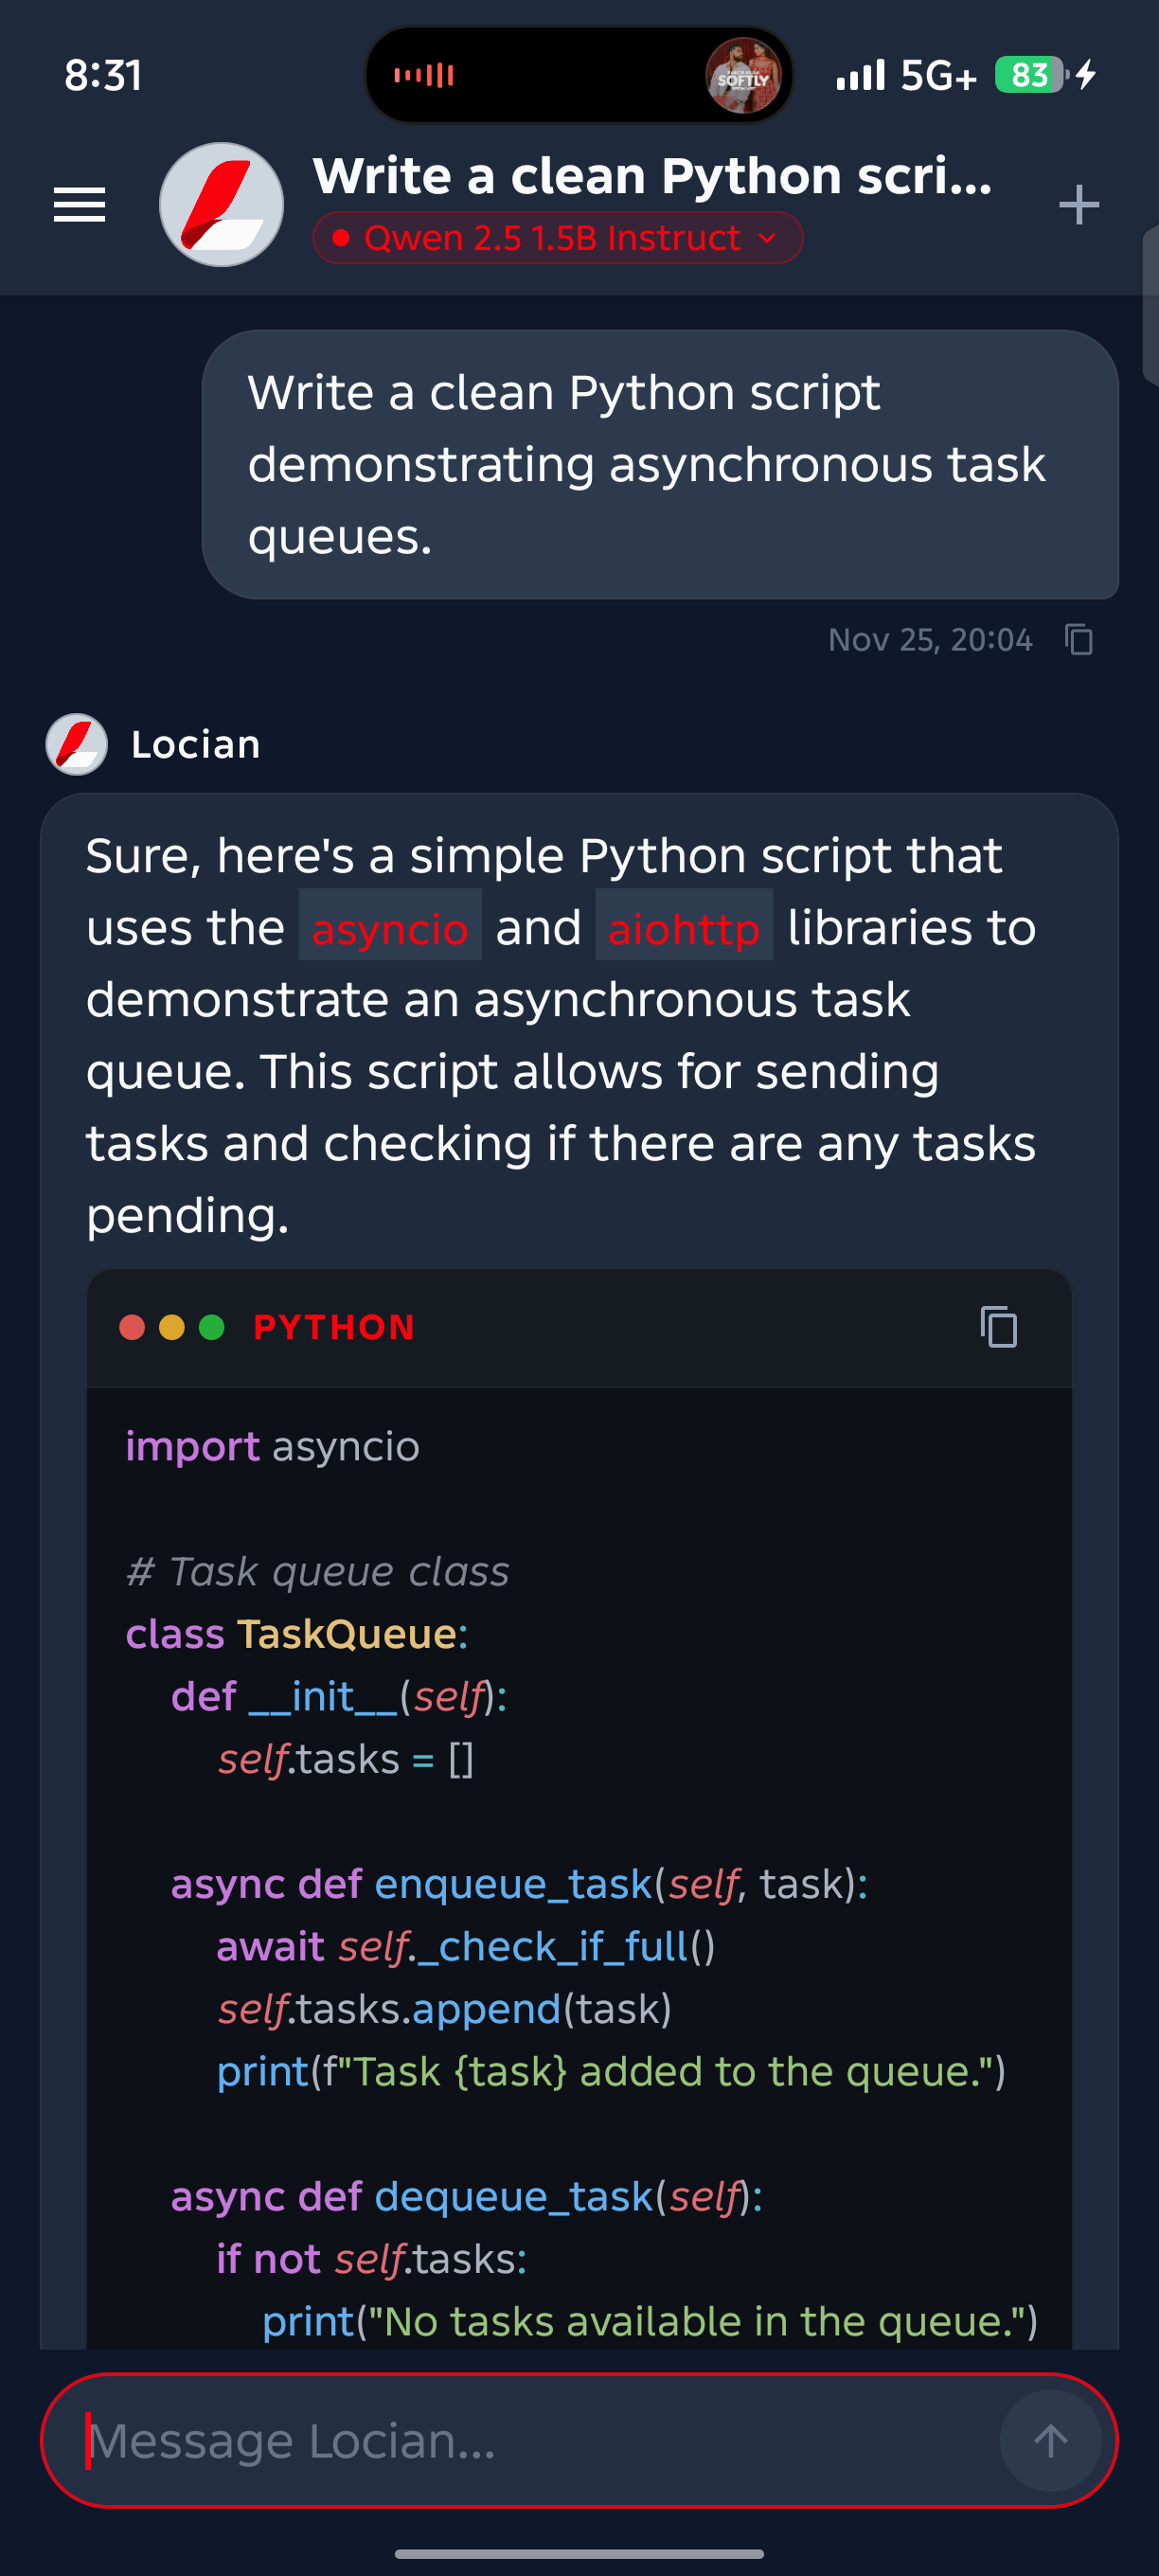 8:31
SOFTLY
5G+
83
Write a clean Python scri...
Qwen 2.5 1.5B Instruct
Write a clean Python script
demonstrating asynchronous task
queues.
Nov 25, 20:04
Locian
Sure, here's a simple Python script that
uses the asyncio and aiohttp libraries to
demonstrate an asynchronous task
queue. This script allows for sending
tasks and checking if there are any tasks
pending.
PYTHON
import asyncio
# Task queue class
class TaskQueue:
def __init__(self):
self.tasks = []
async def enqueue_task(self, task):
await self._check_if_full()
self.tasks.append(task)
print(f"Task {task} added to the queue.")
async def dequeue_task(self):
if not self.tasks:
print("No tasks available in the queue.")
Message Locian...